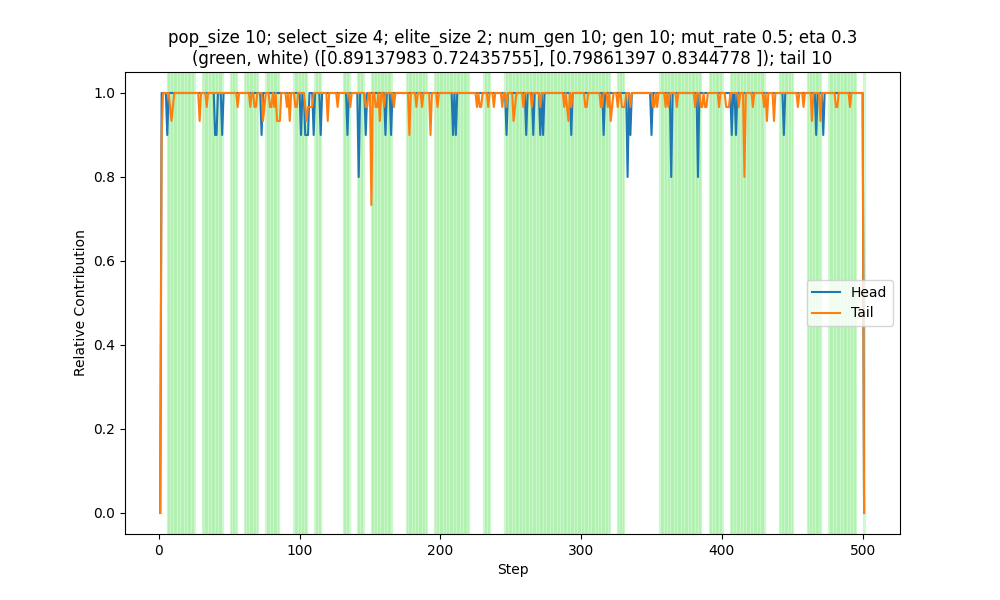 pop_size 10; select_size 4; elite_size 2; num_gen 10; gen 10; mut_rate 0.5; eta 0.3
(green, white) ([0.89137983 0.72435755], [0.79861397 0.8344778 ]); tail 10
1.0
0.8
0.6
0.4
0.2
0.0
Relative Contribution
Head
Tail
0
100
200
300
400
500
Step